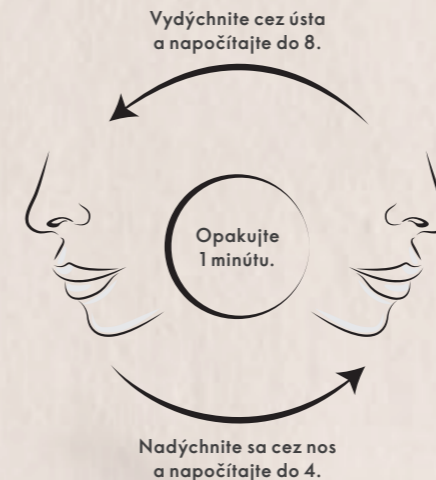 Vydýchnite cez ústa
a napočítajte do 8.
Opakujte
1 minútu.
Nadýchnite sa cez nos
a napočítajte do 4.